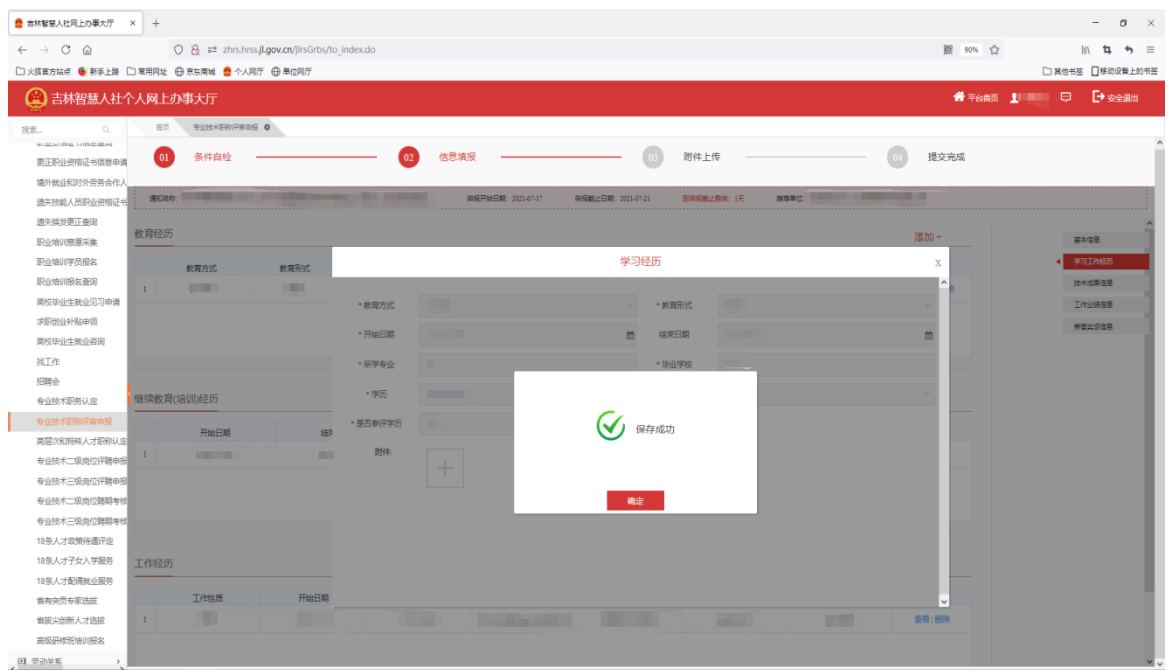 吉林智慧人社网上办事大厅 × +
zhrs.hrss.jl.gov.cn/jlrsGrbs/to_index.do 90%
火狐官方站点 新手上路 常用网址 京东商城 个人网厅 单位网厅 其他书签 移动设备上的书签
吉林智慧人社个人网上办事大厅 平台首页 安全退出
搜索... 首页 专业技术职称评审申报
01 条件自检 02 信息填报 03 附件上传 04 提交完成
通知名称: 申报开始日期: 2021-07-17 申报截止日期: 2021-07-21 距申报截止剩余: 1天 推荐单位:
更正职业资格证书信息申请
境外就业和对外劳务合作人
遗失技能人员职业资格证书
遗失换发更正查询
职业培训意愿采集
职业培训学员报名
职业培训报名查询
高校毕业生就业见习申请
求职创业补贴申领
高校毕业生就业咨询
找工作
招聘会
专业技术职务认定
专业技术职称评审申报
高层次和特殊人才职称认定
专业技术二级岗位评聘申报
专业技术三级岗位评聘申报
专业技术二级岗位聘期考核
专业技术三级岗位聘期考核
18条人才政策待遇评定
18条人才子女入学服务
18条人才配偶就业服务
省有突贡专家选拔
省拔尖创新人才选拔
高级研修班培训报名
劳动关系 >
教育经历 添加 +
教育方式 教育形式
1
继续教育(培训)经历
开始日期
1
工作经历
工作性质 开始日期
1 查看 删除
学习经历 X
* 教育方式 * 教育形式
* 开始日期 结束日期
* 所学专业 * 毕业学校
* 学历
* 是否参评学历
附件:
保存成功
确定
基本信息
学习工作经历
技术成果信息
工作业绩信息
荣誉奖惩信息